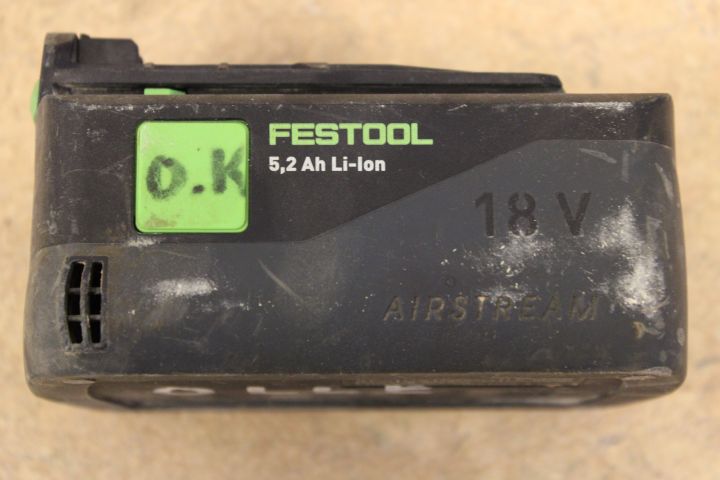 FESTOOL
5,2 Ah Li-Ion
O.K
18 V
AIRSTREAM